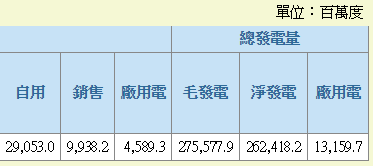 單位：百萬度
總發電量
自用 銷售 廠用電 毛發電 淨發電 廠用電
29,053.0 9,938.2 4,589.3 275,577.9 262,418.2 13,159.7